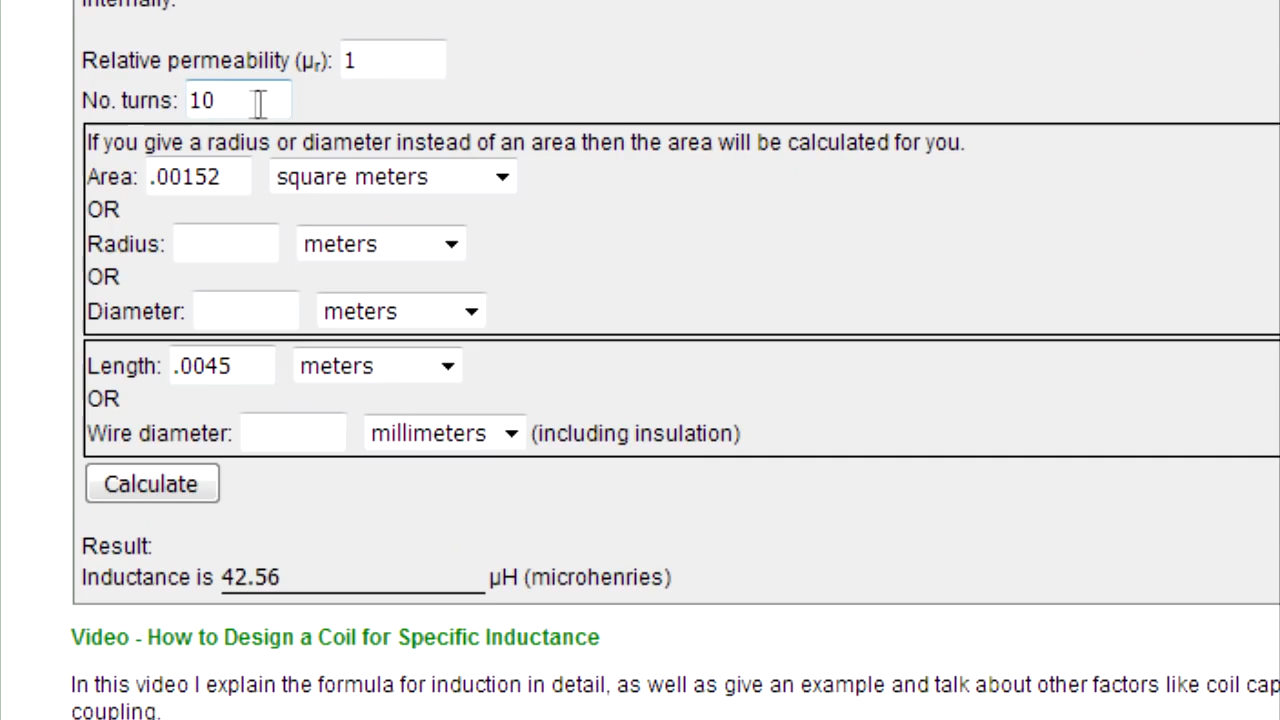 internally.
Relative permeability (µr): 1
No. turns: 10
If you give a radius or diameter instead of an area then the area will be calculated for you.
Area: .00152 square meters
OR
Radius: meters
OR
Diameter: meters
Length: .0045 meters
OR
Wire diameter: millimeters (including insulation)
Calculate
Result:
Inductance is 42.56 µH (microhenries)
Video - How to Design a Coil for Specific Inductance
In this video I explain the formula for induction in detail, as well as give an example and talk about other factors like coil cap
coupling.